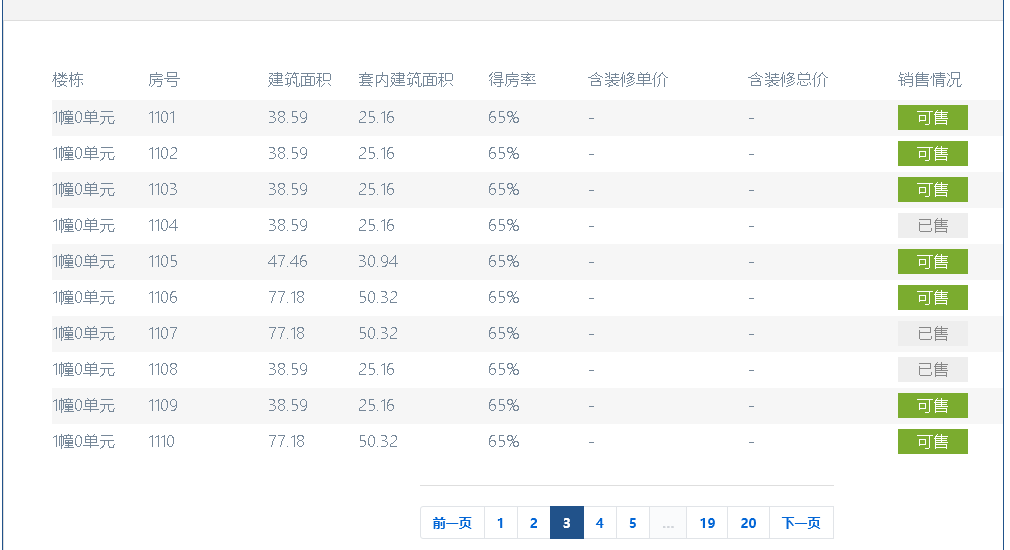 楼栋 房号 建筑面积 套内建筑面积 得房率 含装修单价 含装修总价 销售情况
1幢0单元 1101 38.59 25.16 65% - - 可售
1幢0单元 1102 38.59 25.16 65% - - 可售
1幢0单元 1103 38.59 25.16 65% - - 可售
1幢0单元 1104 38.59 25.16 65% - - 已售
1幢0单元 1105 47.46 30.94 65% - - 可售
1幢0单元 1106 77.18 50.32 65% - - 可售
1幢0单元 1107 77.18 50.32 65% - - 已售
1幢0单元 1108 38.59 25.16 65% - - 已售
1幢0单元 1109 38.59 25.16 65% - - 可售
1幢0单元 1110 77.18 50.32 65% - - 可售
前一页 1 2 3 4 5 ... 19 20 下一页